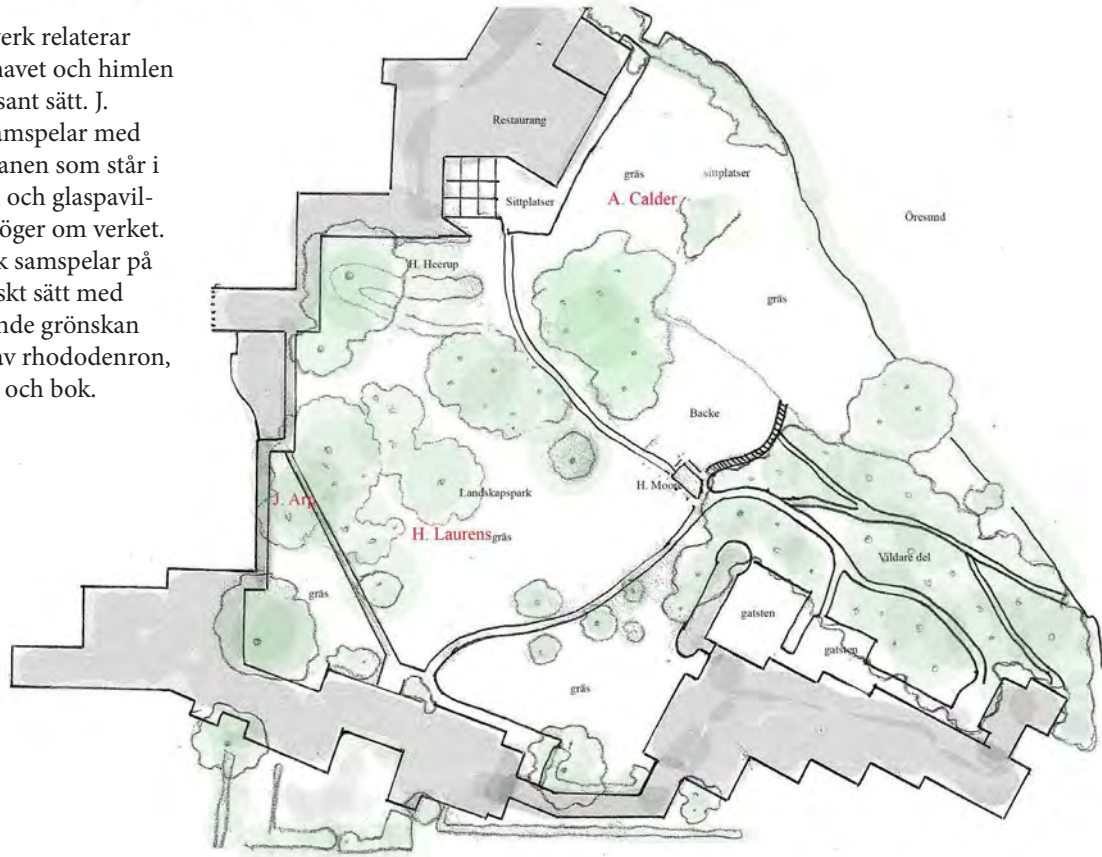 verk relaterar
havet och himlen
sant sätt. J.
samspelar med
anen som står i
och glaspavil-
höger om verket.
k samspelar på
skt sätt med
nde grönskan
av rhododenron,
och bok.
Restaurang
gräs
sittplatser
Sittplatser
A. Calder
Öresund
H. Heerup
gräs
Backe
Landskapspark
H. Moore
J. Arp
H. Laurens
gräs
Vildare del
gräs
gatsten
gatsten
gräs